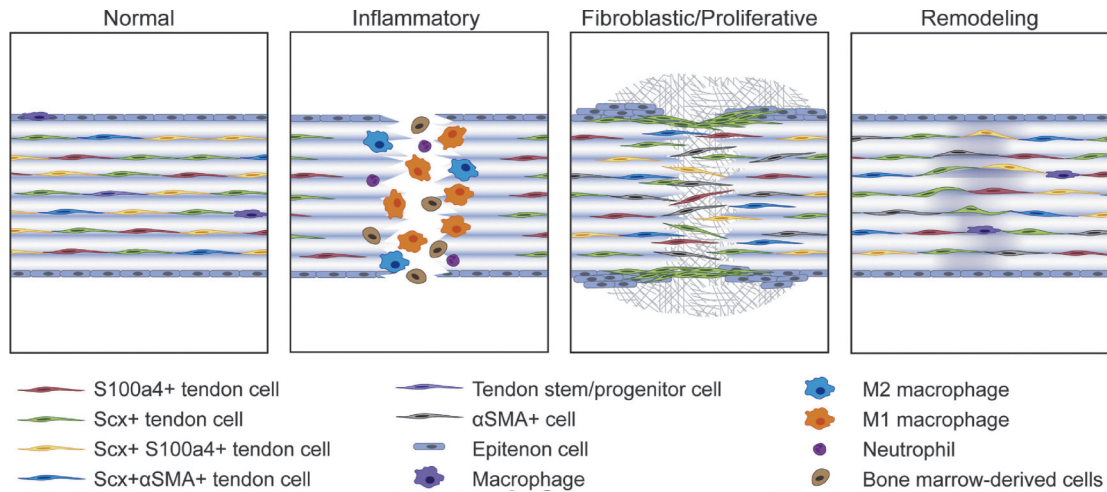 Normal
Inflammatory
Fibroblastic/Proliferative
Remodeling
S100a4+ tendon cell
Scx+ tendon cell
Scx+ S100a4+ tendon cell
Scx+αSMA+ tendon cell
Tendon stem/progenitor cell
αSMA+ cell
Epitenon cell
Macrophage
M2 macrophage
M1 macrophage
Neutrophil
Bone marrow-derived cells